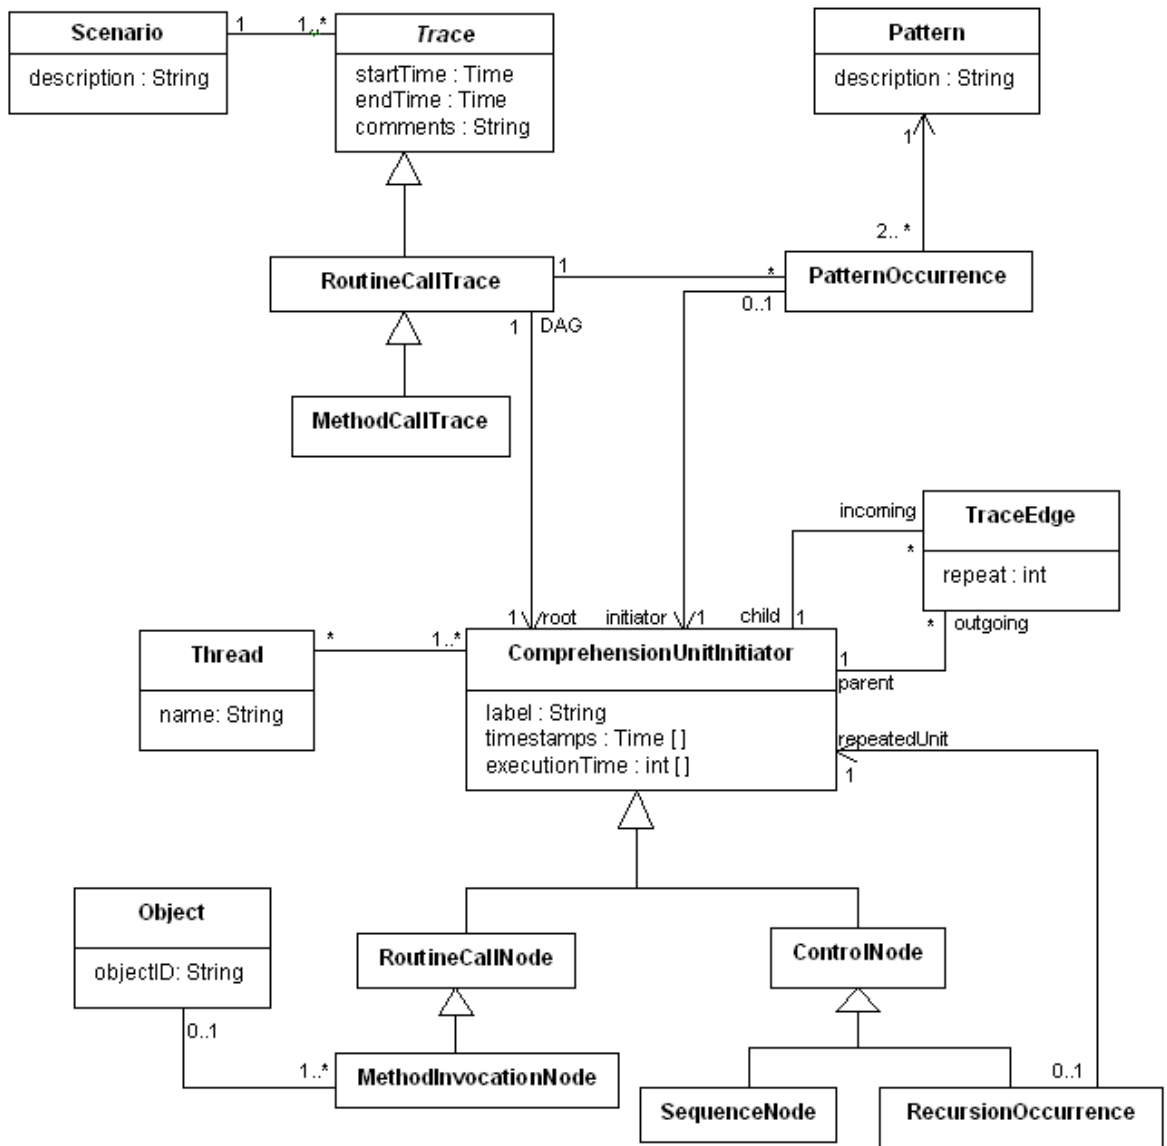 Scenario
1
1..*
Trace
Pattern
description : String
startTime : Time
endTime : Time
comments : String
description : String
1
2.. *
RoutineCallTrace
1
*
PatternOccurrence
0..1
1
DAG
MethodCallTrace
incoming
*
TraceEdge
repeat : int
1
/root
initiator
/1
child
1
*
outgoing
Thread
*
1..*
ComprehensionUnitInitiator
1
parent
name: String
label : String
timestamps : Time [ ]
executionTime : int [ ]
repeatedUnit
1
Object
objectID: String
RoutineCallNode
ControlNode
0..1
1..*
MethodInvocationNode
0..1
SequenceNode
RecursionOccurrence